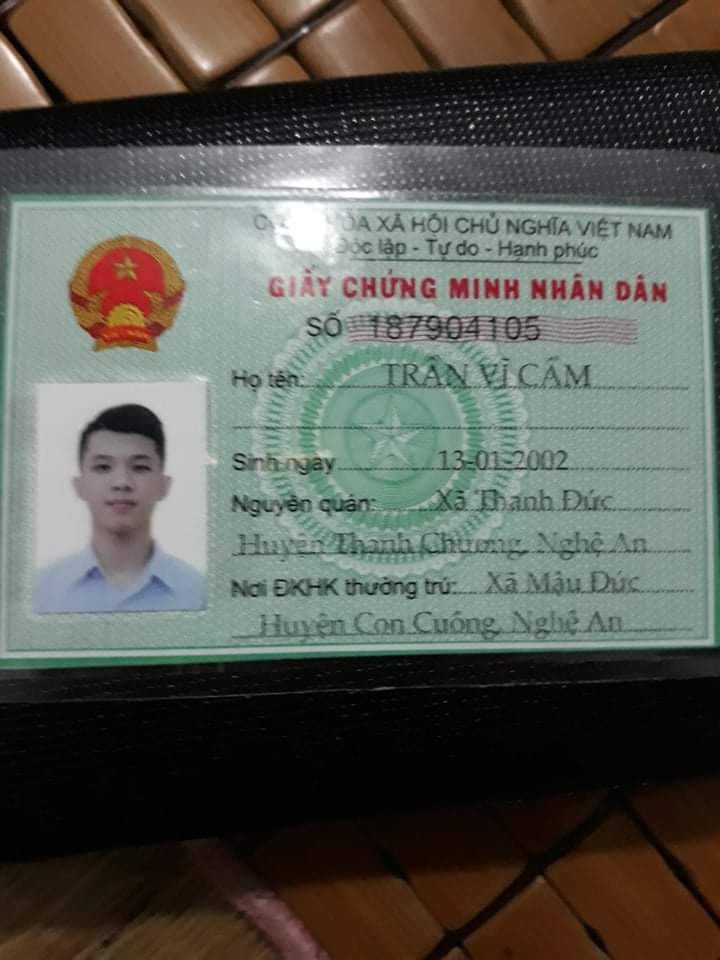 HÒA XÃ HỘI CHỦ NGHĨA VIỆT NAM
Độc lập - Tự do - Hạnh phúc
GIẤY CHỨNG MINH NHÂN DÂN
SỐ 187904105
Họ tên: TRẦN VĨ CẦM
Sinh ngày 13-01-2002
Nguyên quán: Xã Thanh Đức
Huyện Thanh Chương, Nghệ An
Nơi ĐKHK thường trú: Xã Mậu Đức
Huyện Con Cuông, Nghệ An